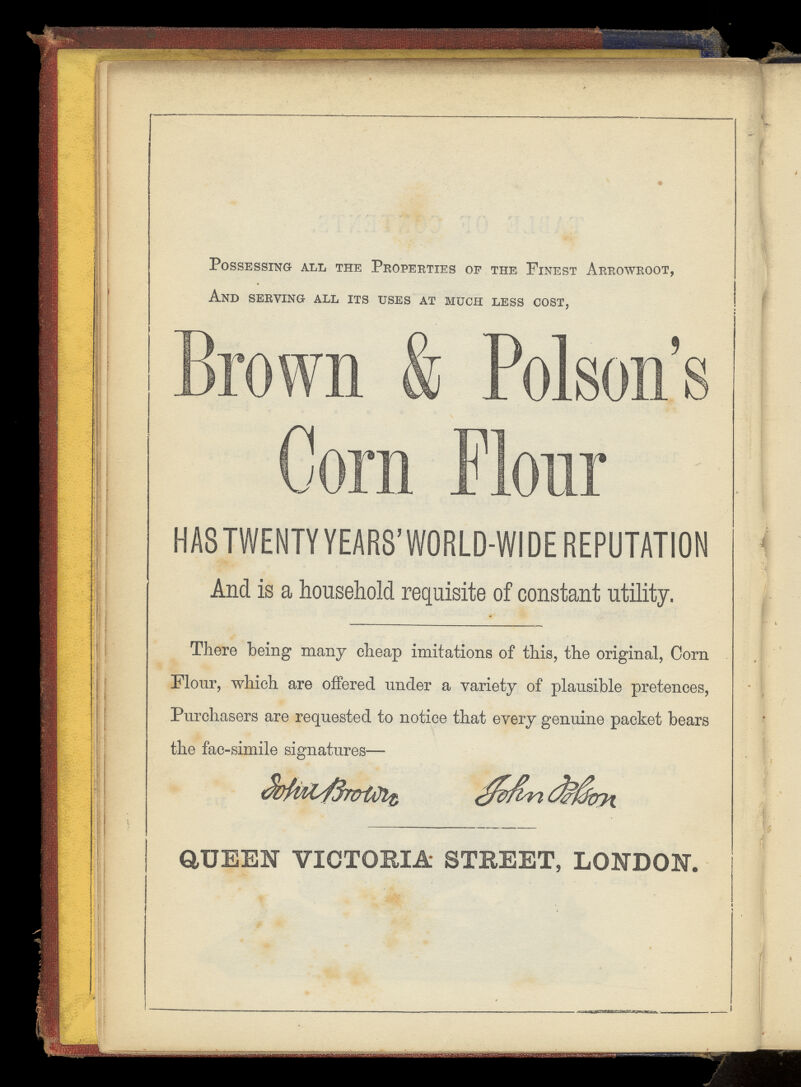 Possessing all the Properties of the Finest Arrowroot,
And serving all its uses at much less cost,
Brown & Polson's
Corn Flour
HAS TWENTY YEARS' WORLD-WIDE REPUTATION
And is a household requisite of constant utility.
There being many cheap imitations of this, the original, Corn
Flour, which are offered under a variety of plausible pretences,
Purchasers are requested to notice that every genuine packet bears
the fac-simile signatures—
John Brown John Polson
QUEEN VICTORIA STREET, LONDON.